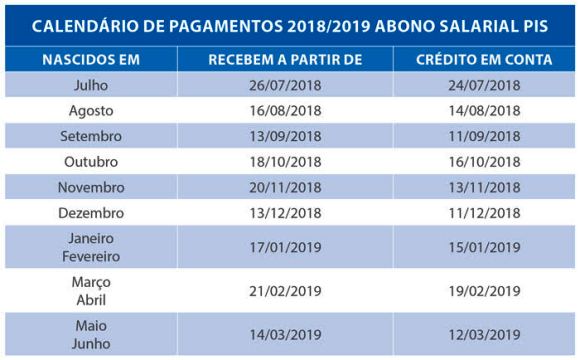 CALENDÁRIO DE PAGAMENTOS 2018/2019 ABONO SALARIAL PIS
NASCIDOS EM RECEBEM A PARTIR DE CRÉDITO EM CONTA
Julho 26/07/2018 24/07/2018
Agosto 16/08/2018 14/08/2018
Setembro 13/09/2018 11/09/2018
Outubro 18/10/2018 16/10/2018
Novembro 20/11/2018 13/11/2018
Dezembro 13/12/2018 11/12/2018
Janeiro
Fevereiro 17/01/2019 15/01/2019
Março
Abril 21/02/2019 19/02/2019
Maio
Junho 14/03/2019 12/03/2019